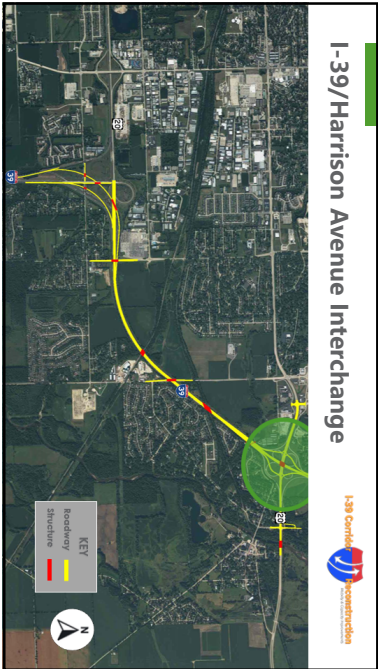 I-39/Harrison Avenue Interchange
I-39 Corridor Reconstruction
20
39
39
20
KEY
Roadway
Structure
N